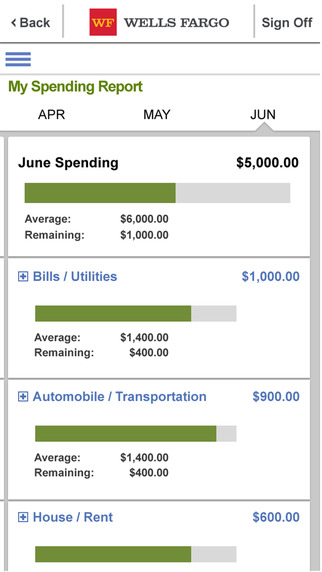 ‹ Back WF WELLS FARGO Sign Off
My Spending Report
APR MAY JUN
June Spending $5,000.00
Average: $6,000.00
Remaining: $1,000.00
Bills / Utilities $1,000.00
Average: $1,400.00
Remaining: $400.00
Automobile / Transportation $900.00
Average: $1,400.00
Remaining: $400.00
House / Rent $600.00